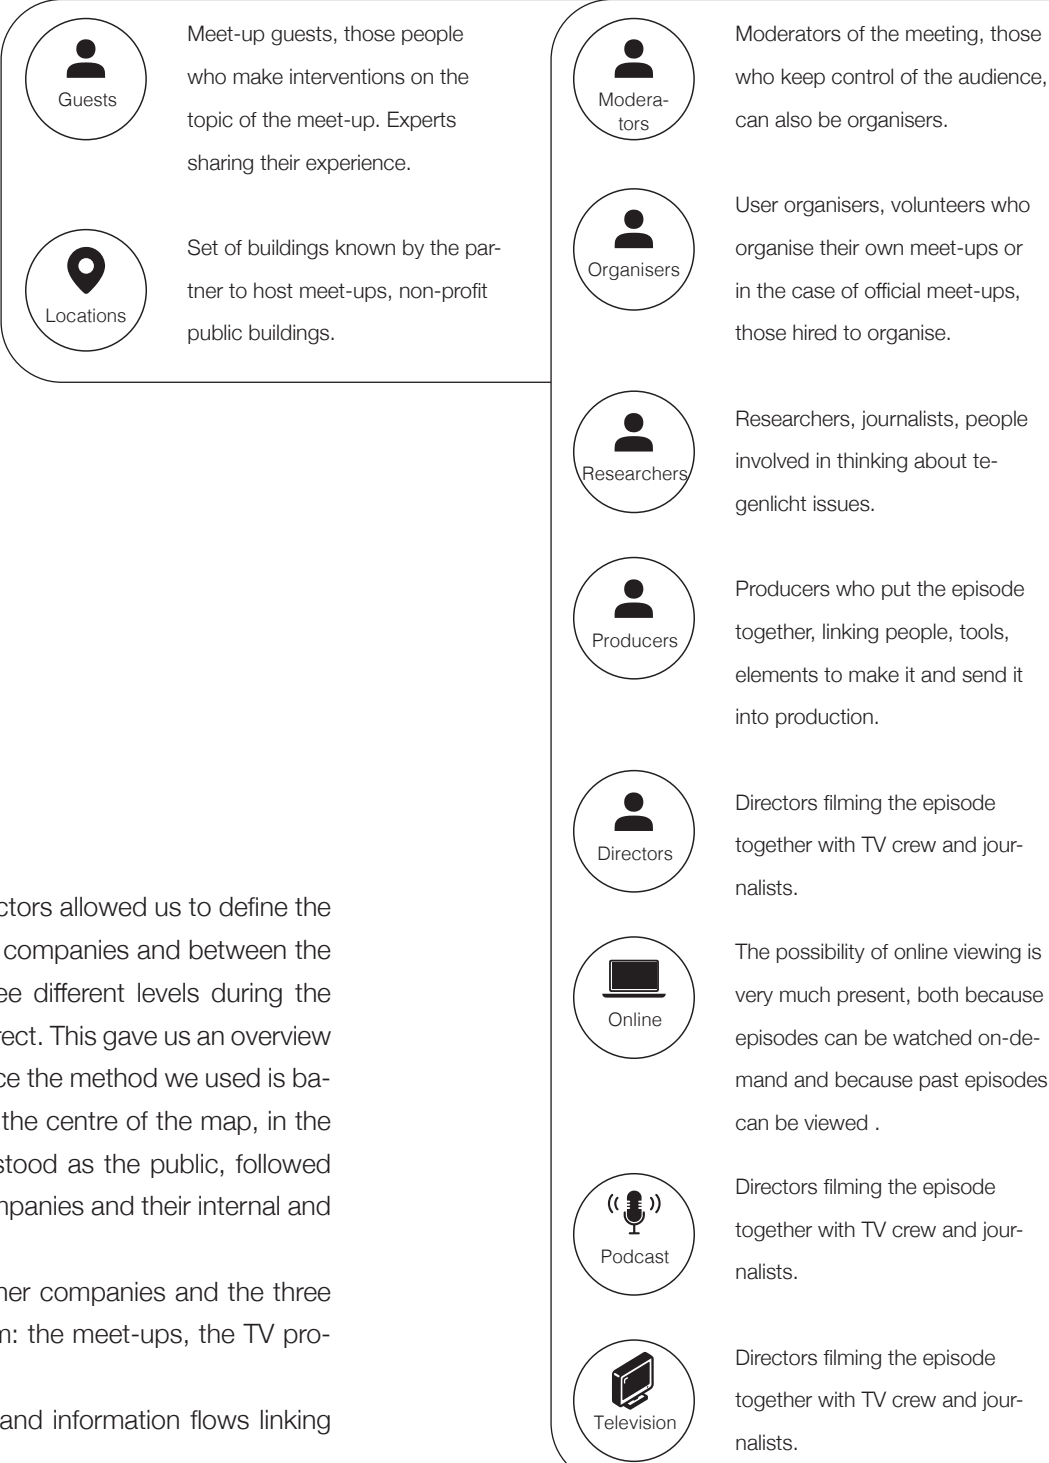 Guests
Meet-up guests, those people
who make interventions on the
topic of the meet-up. Experts
sharing their experience.
Locations
Set of buildings known by the par-
tner to host meet-ups, non-profit
public buildings.
Modera-
tors
Moderators of the meeting, those
who keep control of the audience,
can also be organisers.
Organisers
User organisers, volunteers who
organise their own meet-ups or
in the case of official meet-ups,
those hired to organise.
Researchers
Researchers, journalists, people
involved in thinking about te-
genlicht issues.
Producers
Producers who put the episode
together, linking people, tools,
elements to make it and send it
into production.
Directors
Directors filming the episode
together with TV crew and jour-
nalists.
Online
The possibility of online viewing is
very much present, both because
episodes can be watched on-de-
mand and because past episodes
can be viewed .
Podcast
Directors filming the episode
together with TV crew and jour-
nalists.
Television
Directors filming the episode
together with TV crew and jour-
nalists.
ctors allowed us to define the
companies and between the
ee different levels during the
rect. This gave us an overview
ce the method we used is ba-
the centre of the map, in the
stood as the public, followed
mpanies and their internal and
ner companies and the three
m: the meet-ups, the TV pro-
and information flows linking